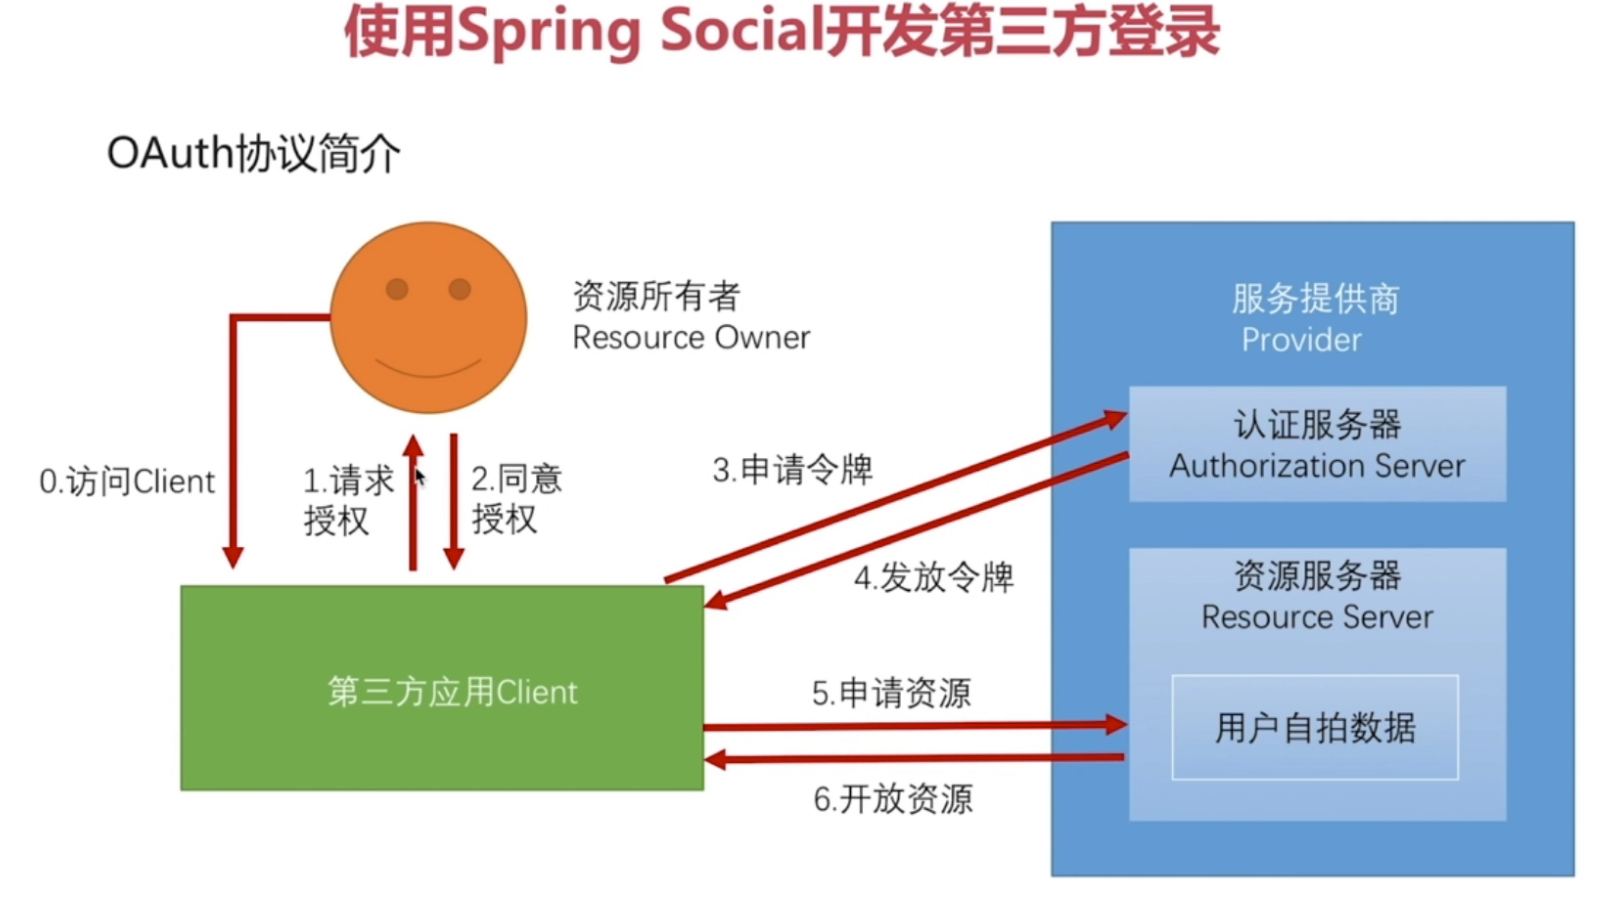 使用Spring Social开发第三方登录
OAuth协议简介
资源所有者
Resource Owner
服务提供商
Provider
认证服务器
Authorization Server
0.访问Client
1.请求
授权
2.同意
授权
3.申请令牌
4.发放令牌
资源服务器
Resource Server
第三方应用Client
5.申请资源
用户自拍数据
6.开放资源